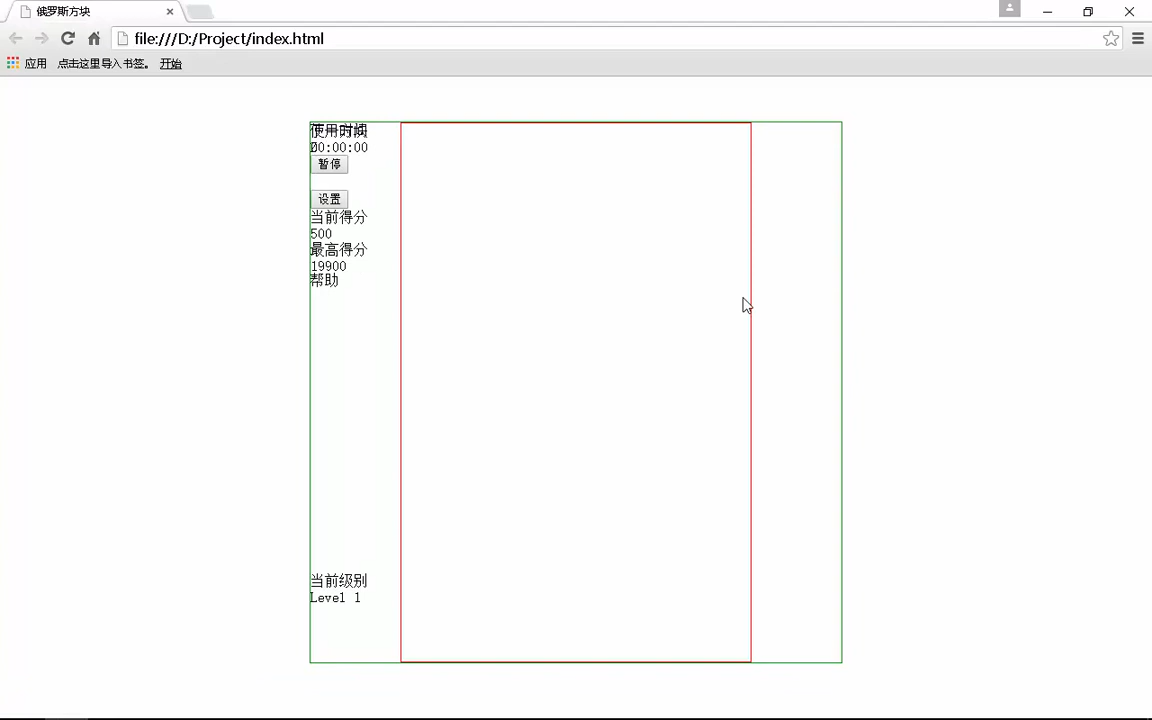 俄罗斯方块
file:///D:/Project/index.html
应用 点击这里导入书签。 开始
00:00:00
暂停
设置
当前得分
500
最高得分
19900
帮助
当前级别
Level 1